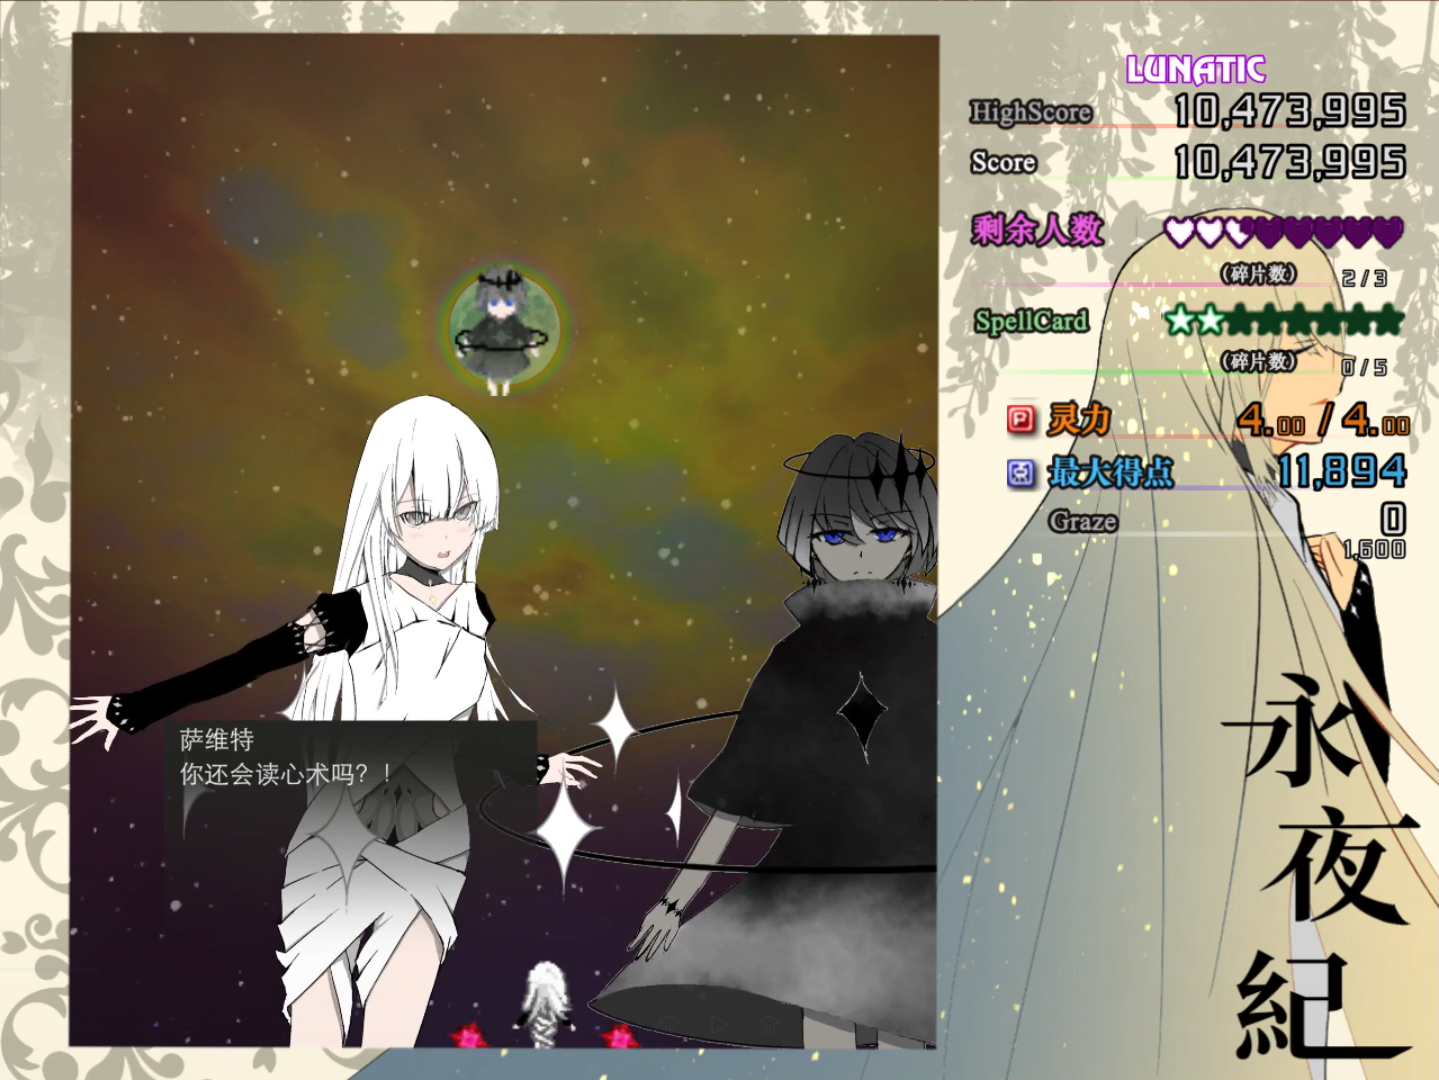 LUNATIC
HighScore 10,473,995
Score 10,473,995
剩余人数
(碎片数) 2/3
SpellCard
(碎片数) 0/5
P 灵力 4.00 / 4.00
最大得点 11,894
Graze 0
1,600
萨维特
你还会读心术吗？！
永夜紀